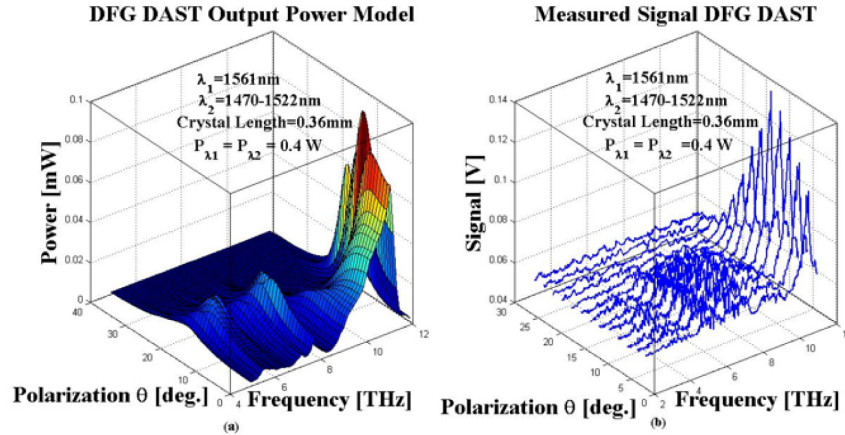 DFG DAST Output Power Model
λ1=1561nm
λ2=1470-1522nm
Crystal Length=0.36mm
Pλ1 = Pλ2 = 0.4 W
Power [mW]
0.1
0.08
0.06
0.04
0.02
0
40
30
20
10
0
4
6
8
10
12
Polarization θ [deg.]
Frequency [THz]
(a)
Measured Signal DFG DAST
λ1=1561nm
λ2=1470-1522nm
Crystal Length=0.36mm
Pλ1 = Pλ2 = 0.4 W
Signal [V]
0.14
0.12
0.1
0.08
0.06
0.04
30
25
20
15
10
5
0
2
4
6
8
10
Polarization θ [deg.]
Frequency [THz]
(b)